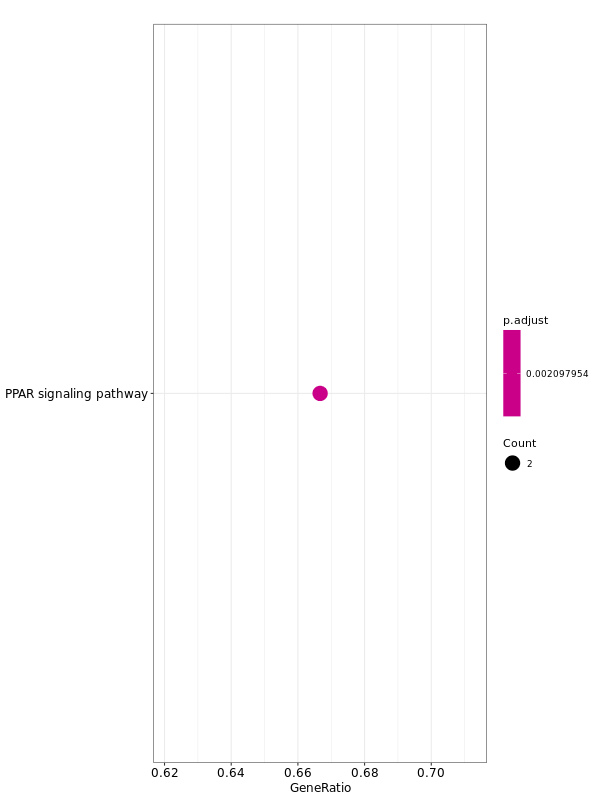 p.adjust
0.002097954
PPAR signaling pathway
Count
2
0.62 0.64 0.66 0.68 0.70
GeneRatio